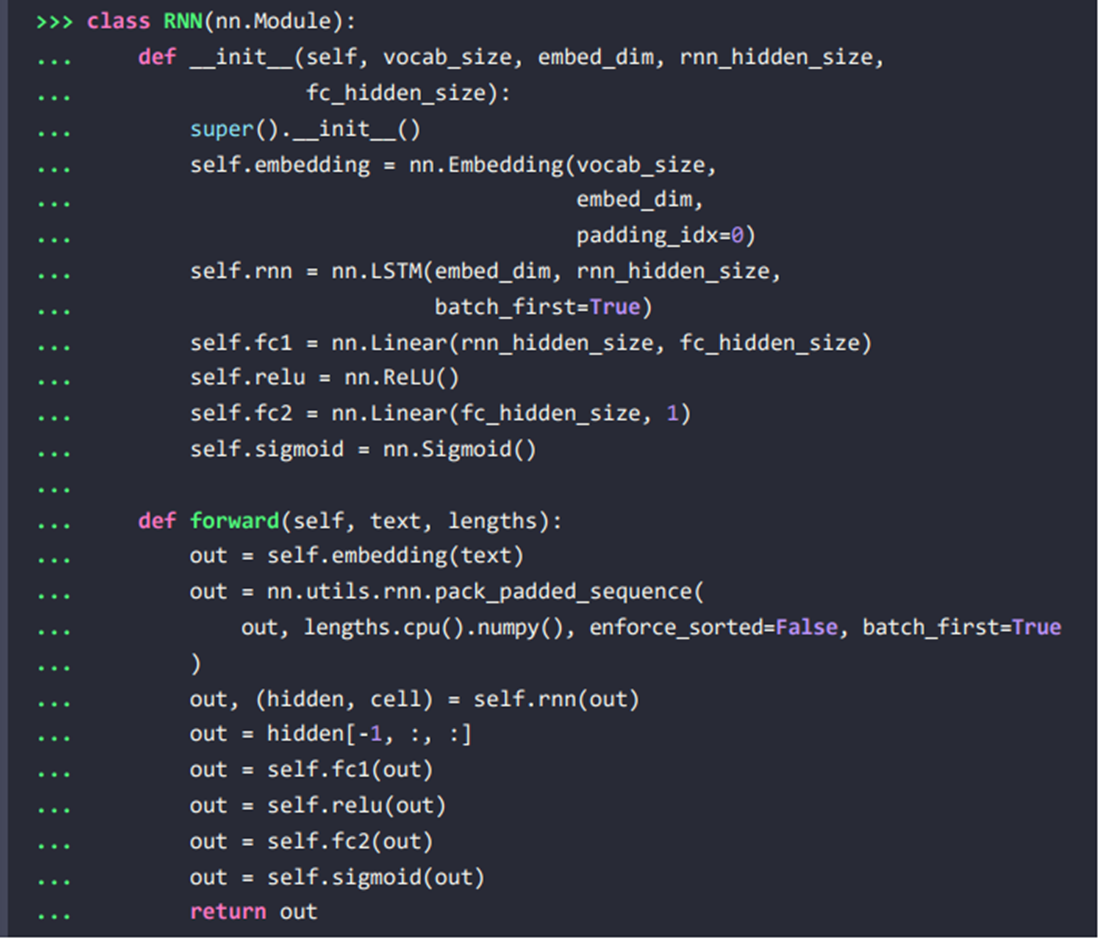 >>> class RNN(nn.Module):
...     def __init__(self, vocab_size, embed_dim, rnn_hidden_size,
...                  fc_hidden_size):
...         super().__init__()
...         self.embedding = nn.Embedding(vocab_size,
...                                       embed_dim,
...                                       padding_idx=0)
...         self.rnn = nn.LSTM(embed_dim, rnn_hidden_size,
...                            batch_first=True)
...         self.fc1 = nn.Linear(rnn_hidden_size, fc_hidden_size)
...         self.relu = nn.ReLU()
...         self.fc2 = nn.Linear(fc_hidden_size, 1)
...         self.sigmoid = nn.Sigmoid()
...
...     def forward(self, text, lengths):
...         out = self.embedding(text)
...         out = nn.utils.rnn.pack_padded_sequence(
...             out, lengths.cpu().numpy(), enforce_sorted=False, batch_first=True
...         )
...         out, (hidden, cell) = self.rnn(out)
...         out = hidden[-1, :, :]
...         out = self.fc1(out)
...         out = self.relu(out)
...         out = self.fc2(out)
...         out = self.sigmoid(out)
...         return out